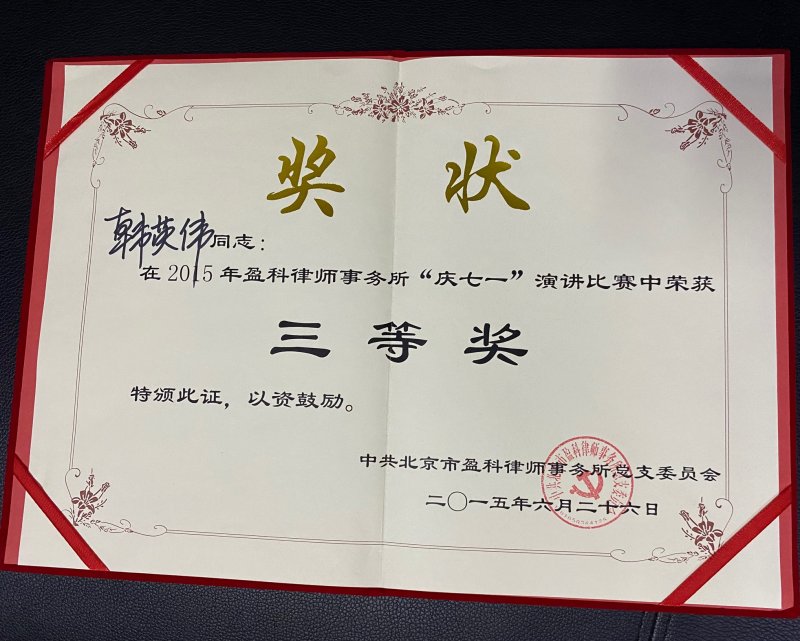 奖状
韩英伟同志：
在2015年盈科律师事务所“庆七一”演讲比赛中荣获
三等奖
特颁此证，以资鼓励。
中共北京市盈科律师事务所总支委员会
二〇一五年六月二十六日